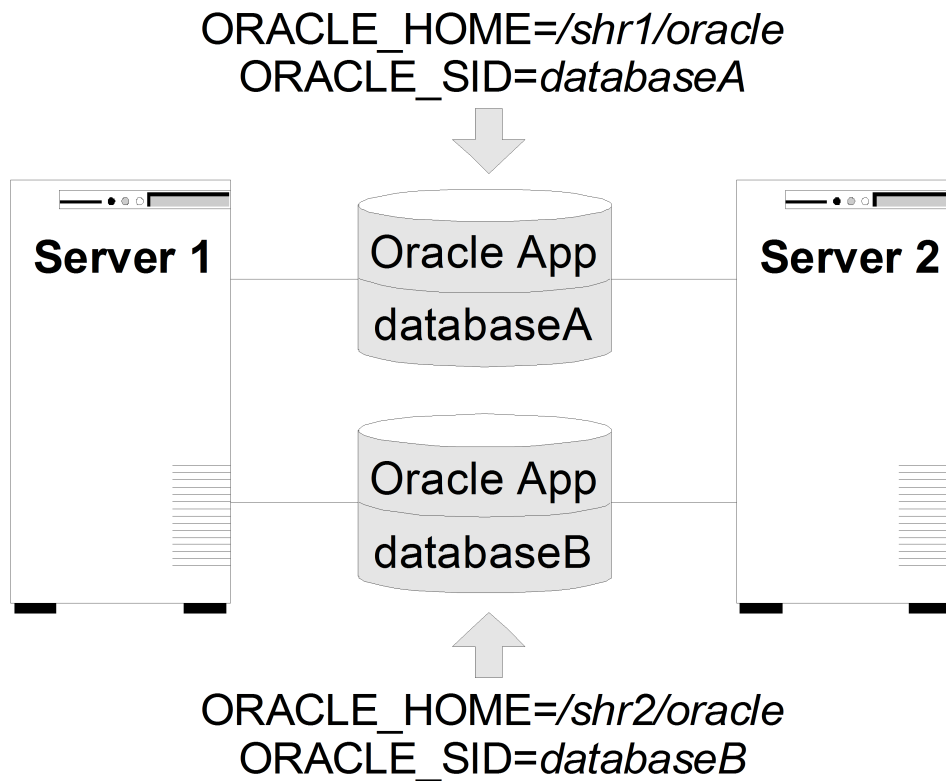 ORACLE_HOME=/shr1/oracle
ORACLE_SID=databaseA
Server 1
Oracle App
databaseA
Server 2
Oracle App
databaseB
ORACLE_HOME=/shr2/oracle
ORACLE_SID=databaseB